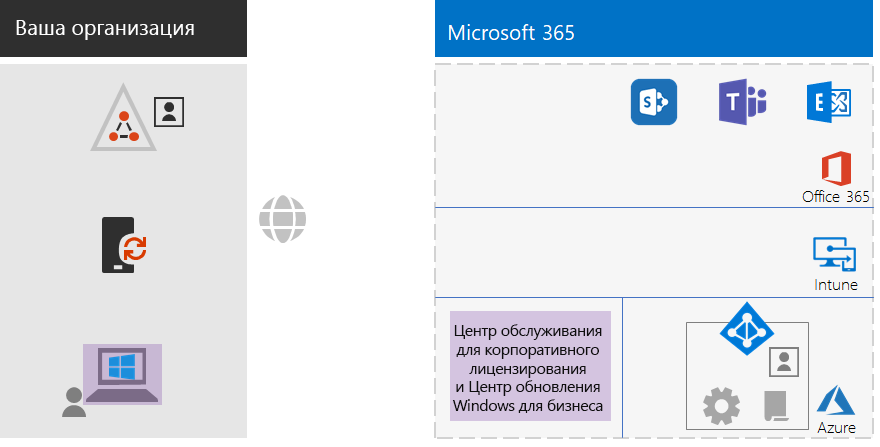 Ваша организация
Microsoft 365
S
T
E
Office 365
Intune
Центр обслуживания
для корпоративного
лицензирования
и Центр обновления
Windows для бизнеса
Azure